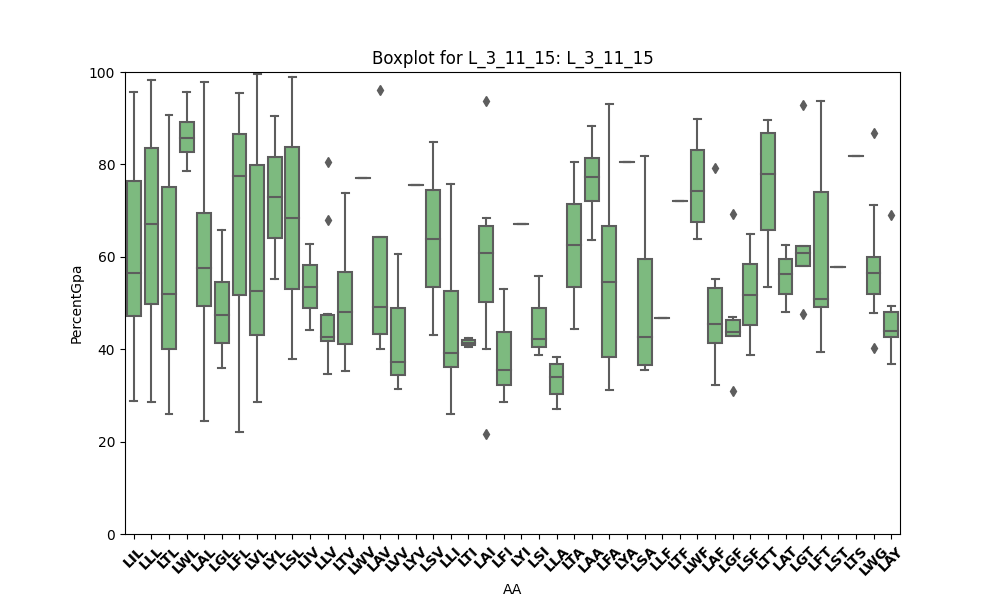 Boxplot for L_3_11_15: L_3_11_15
100
80
60
40
20
0
PercentGpa
LIL LLL LTL LWL LAL LGL LFL LVL LYL LSL LIV LLV LTV LWV LAV LVV LYV LSV LLI LTI LAI LFI LYI LSI LLA LTA LAA LFA LYA LSA LLF LTF LWF LAF LGF LSF LTT LAT LGT LFT LST LTS LWG LAY
AA